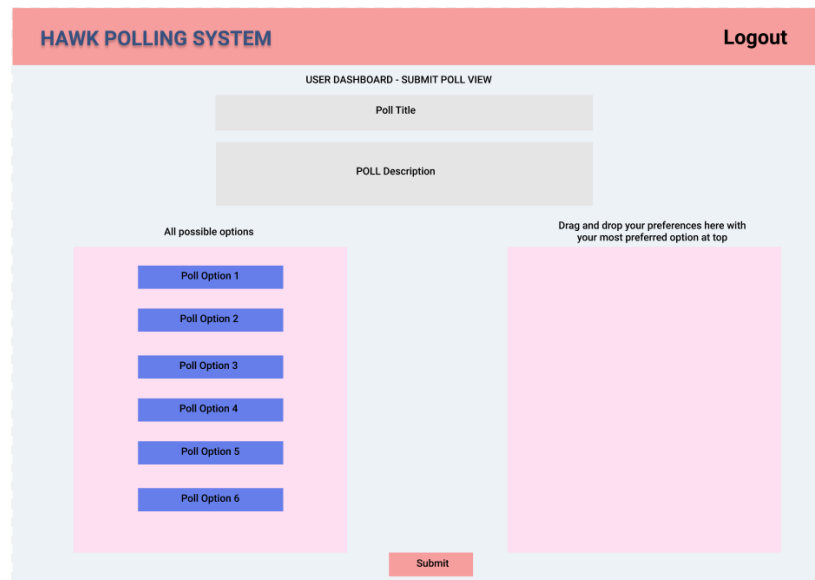 HAWK POLLING SYSTEM
Logout
USER DASHBOARD - SUBMIT POLL VIEW
Poll Title
POLL Description
All possible options
Drag and drop your preferences here with
your most preferred option at top
Poll Option 1
Poll Option 2
Poll Option 3
Poll Option 4
Poll Option 5
Poll Option 6
Submit